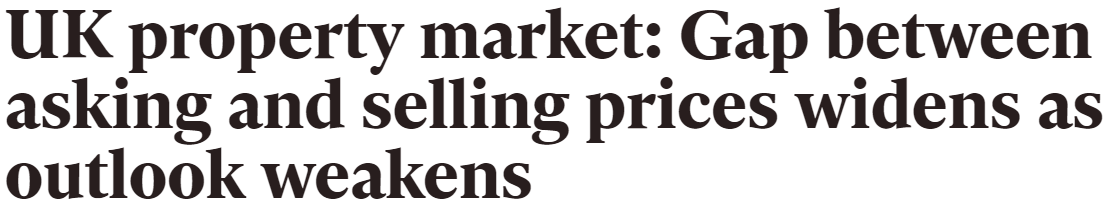 UK property market: Gap between
asking and selling prices widens as
outlook weakens